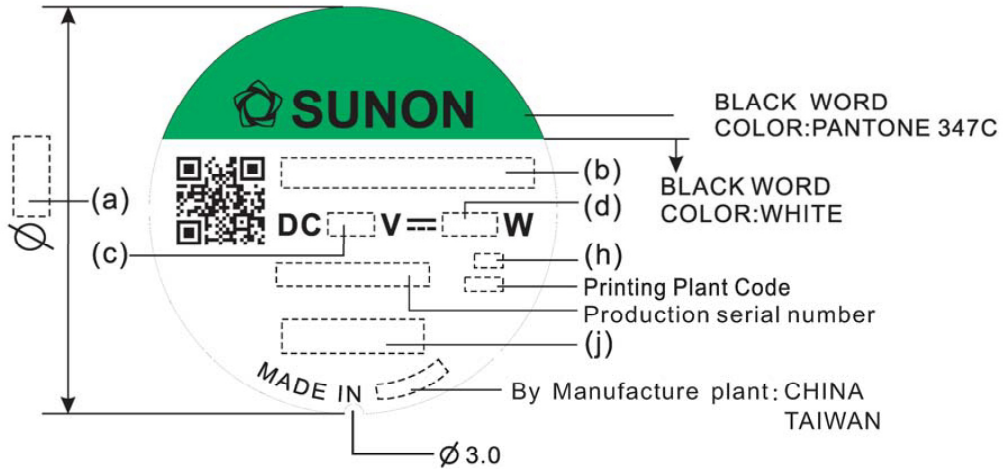 SUNON
BLACK WORD
COLOR:PANTONE 347C
BLACK WORD
COLOR:WHITE
(a)
Ø
(b)
DC V⎓ W
(d)
(c)
(h)
Printing Plant Code
Production serial number
(j)
MADE IN
By Manufacture plant: CHINA
TAIWAN
Ø 3.0